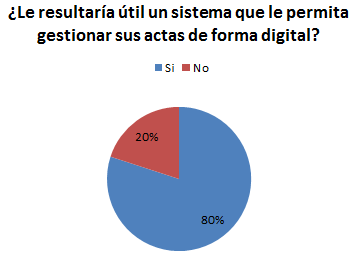 ¿Le resultaría útil un sistema que le permita
gestionar sus actas de forma digital?
Si No
20%
80%